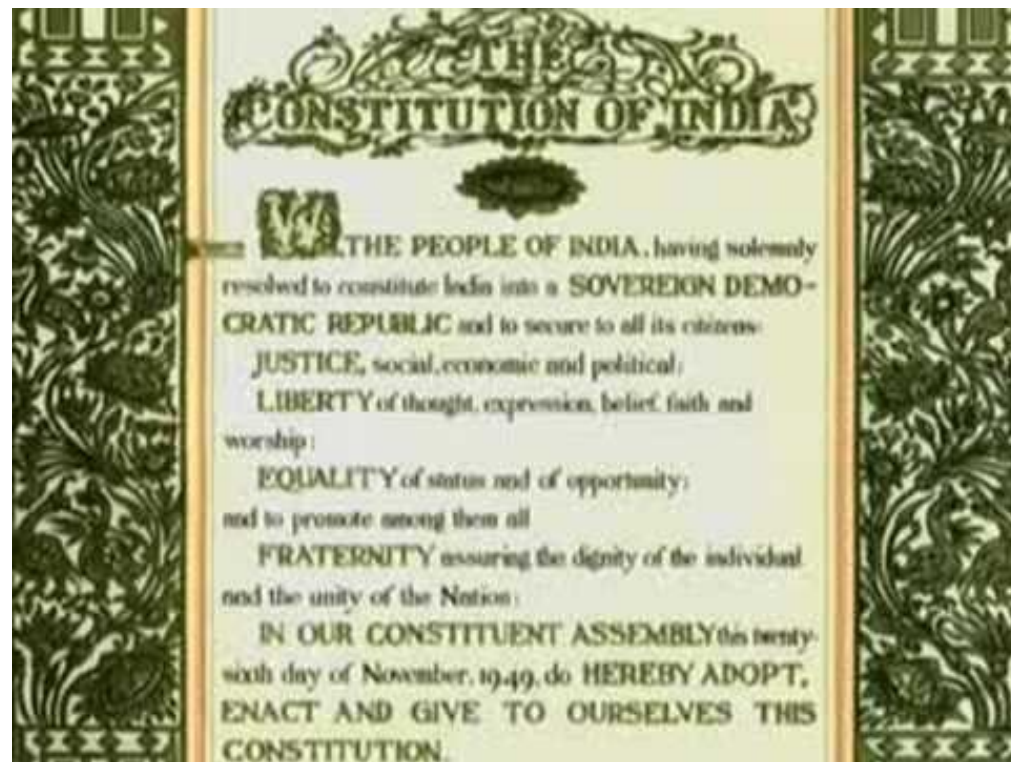 THE
CONSTITUTION OF INDIA
WE, THE PEOPLE OF INDIA, having solemnly
resolved to constitute India into a SOVEREIGN DEMO-
CRATIC REPUBLIC and to secure to all its citizens:
JUSTICE, social, economic and political;
LIBERTY of thought, expression, belief, faith and
worship;
EQUALITY of status and of opportunity;
and to promote among them all
FRATERNITY assuring the dignity of the individual
and the unity of the Nation;
IN OUR CONSTITUENT ASSEMBLY this twenty-
sixth day of November, 1949, do HEREBY ADOPT,
ENACT AND GIVE TO OURSELVES THIS
CONSTITUTION.